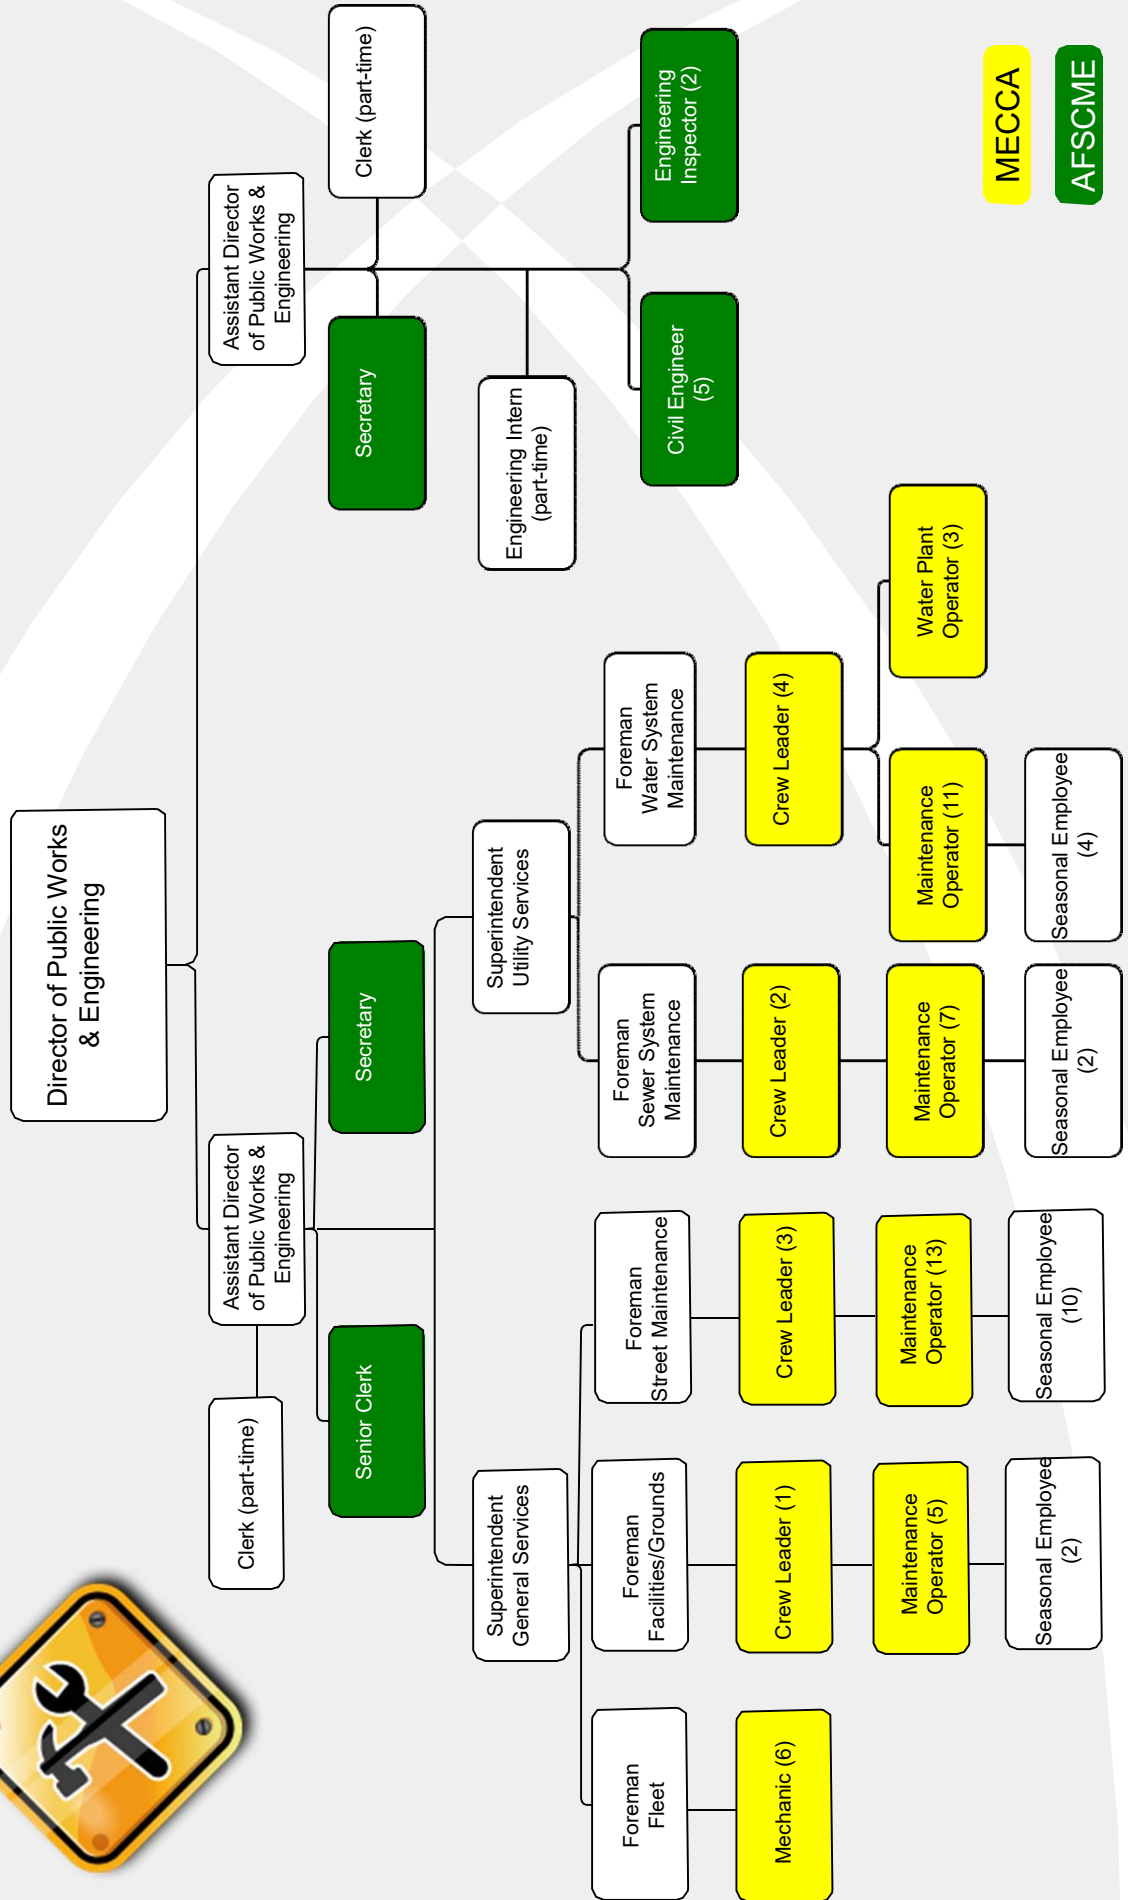 Director of Public Works
& Engineering
Clerk (part-time)
Assistant Director
of Public Works &
Engineering
Assistant Director
of Public Works &
Engineering
Senior Clerk
Secretary
Secretary
Clerk (part-time)
Superintendent
General Services
Superintendent
Utility Services
Engineering Intern
(part-time)
Foreman
Fleet
Foreman
Facilities/Grounds
Foreman
Street Maintenance
Foreman
Sewer System
Maintenance
Foreman
Water System
Maintenance
Civil Engineer
(5)
Engineering
Inspector (2)
Mechanic (6)
Crew Leader (1)
Crew Leader (3)
Crew Leader (2)
Crew Leader (4)
Maintenance
Operator (5)
Maintenance
Operator (13)
Maintenance
Operator (7)
Maintenance
Operator (11)
Water Plant
Operator (3)
Seasonal Employee
(2)
Seasonal Employee
(10)
Seasonal Employee
(2)
Seasonal Employee
(4)
MECCA
AFSCME